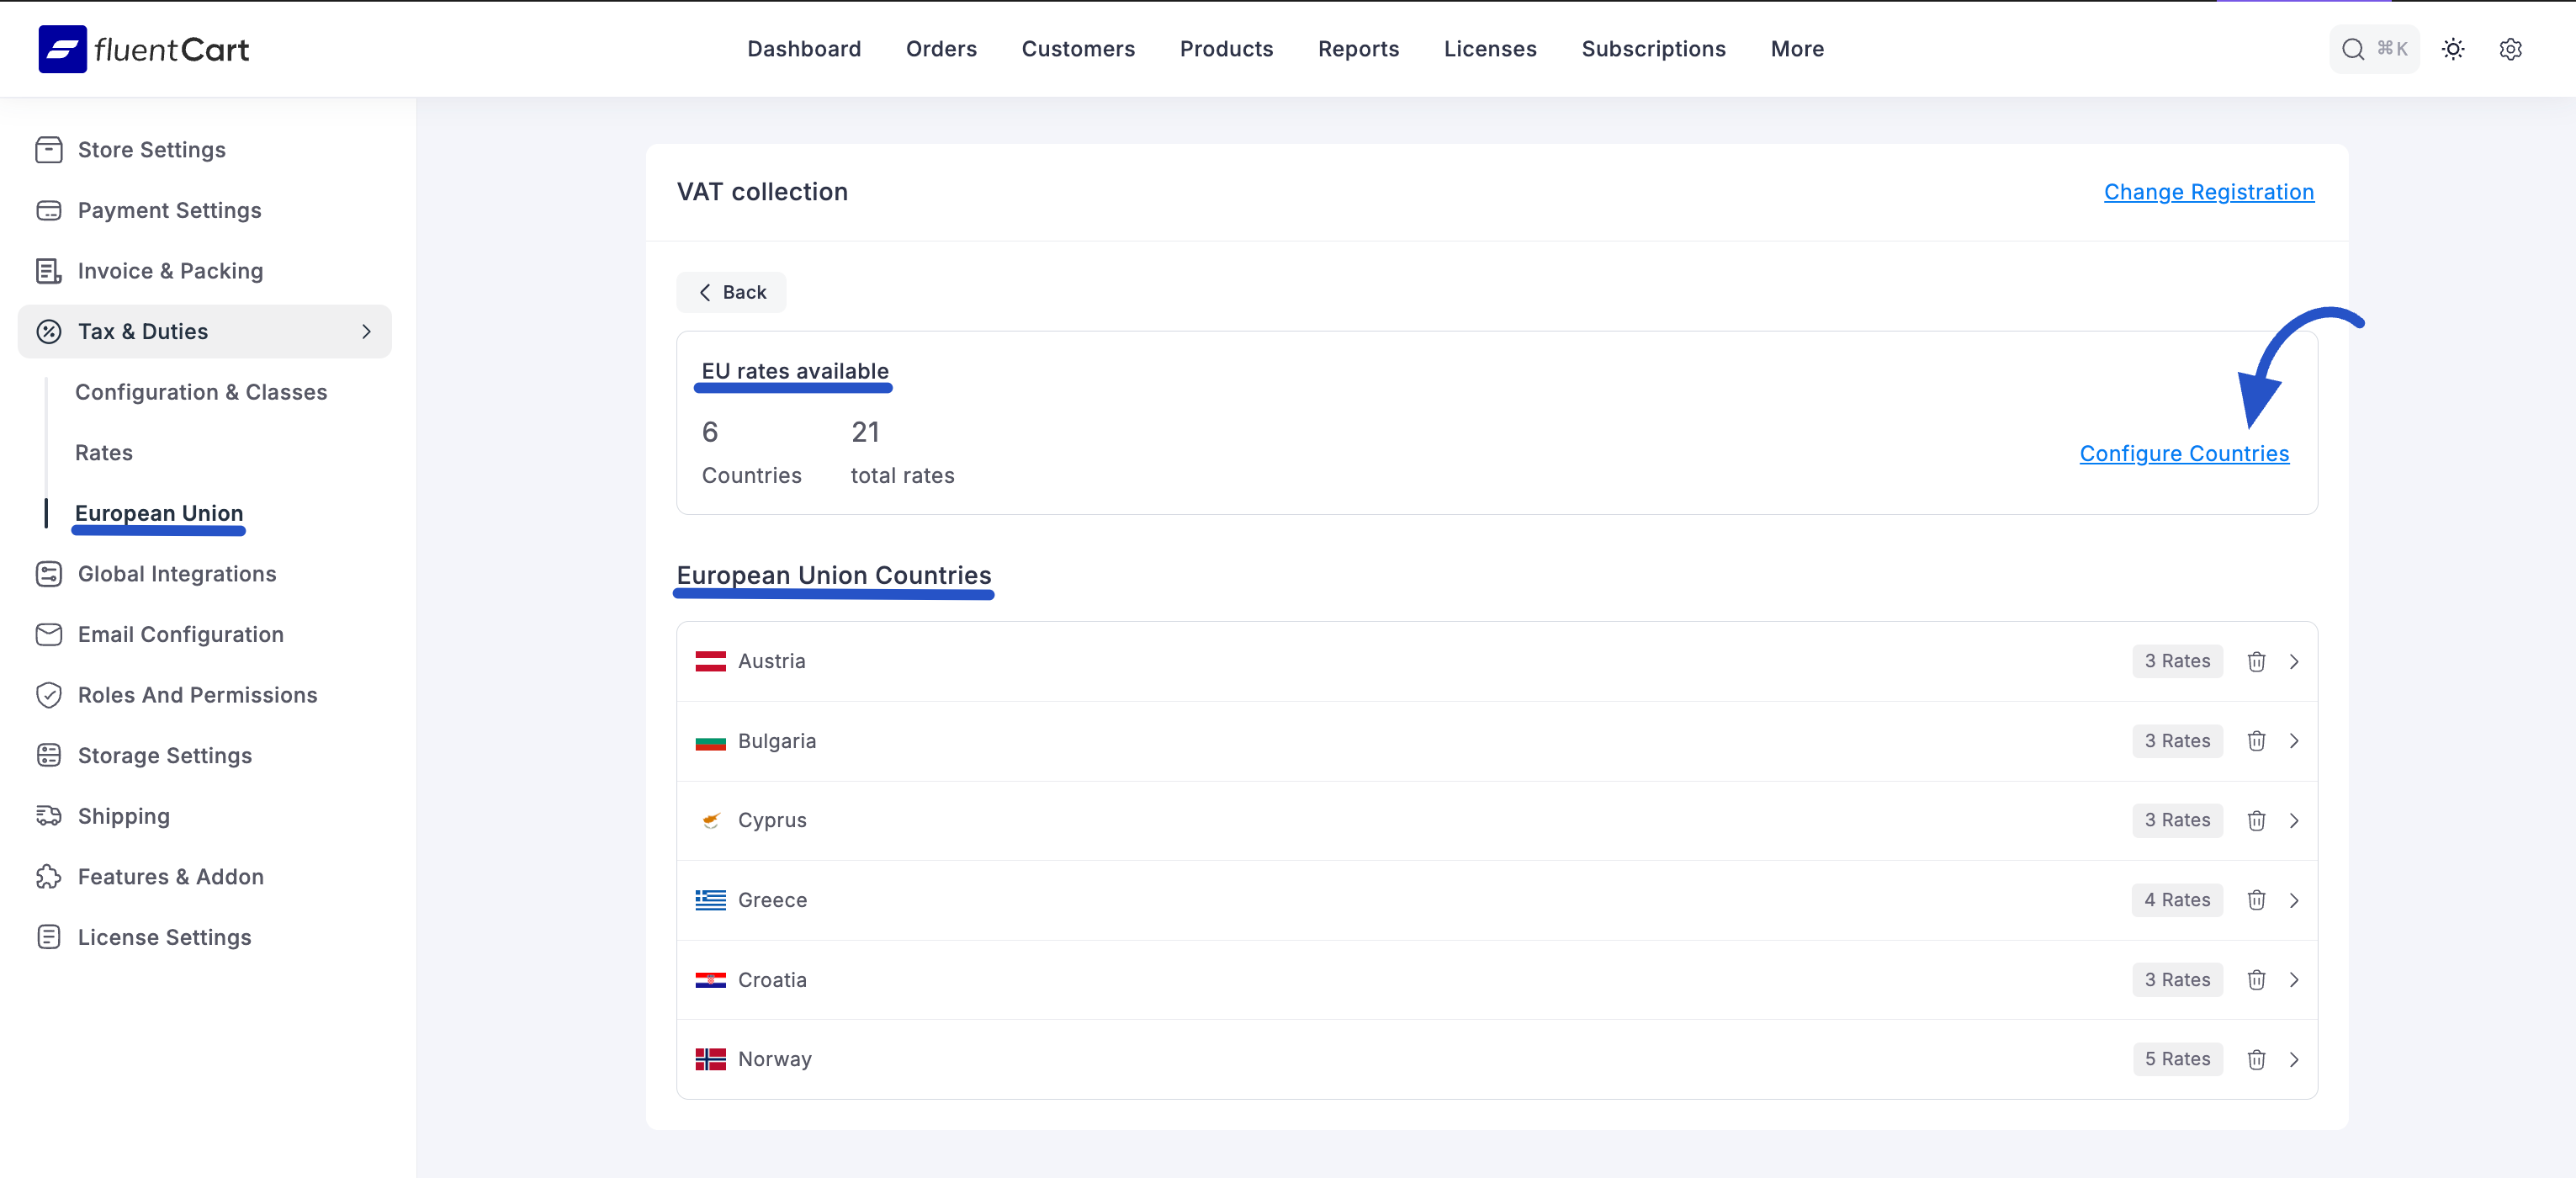 fluentCart
Dashboard Orders Customers Products Reports Licenses Subscriptions More
⌘K
Store Settings
Payment Settings
Invoice & Packing
Tax & Duties
Configuration & Classes
Rates
European Union
Global Integrations
Email Configuration
Roles And Permissions
Storage Settings
Shipping
Features & Addon
License Settings
VAT collection
Change Registration
Back
EU rates available
6 21
Countries total rates
Configure Countries
European Union Countries
Austria 3 Rates
Bulgaria 3 Rates
Cyprus 3 Rates
Greece 4 Rates
Croatia 3 Rates
Norway 5 Rates